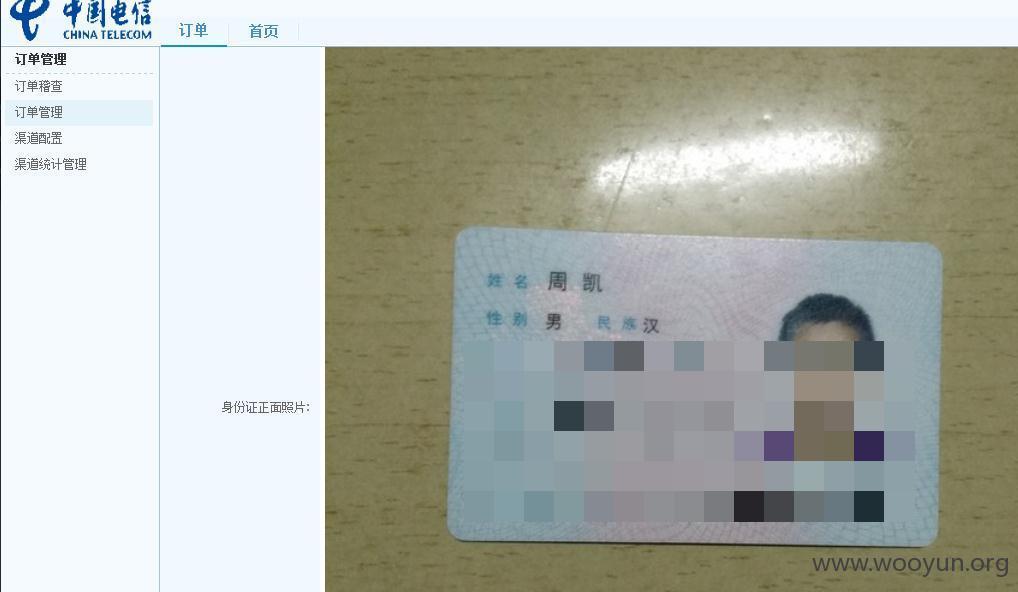 中国电信
CHINA TELECOM
订单
首页
订单管理
订单稽查
订单管理
渠道配置
渠道统计管理
身份证正面照片:
姓名 周凯
性别 男 民族 汉
www.wooyun.org